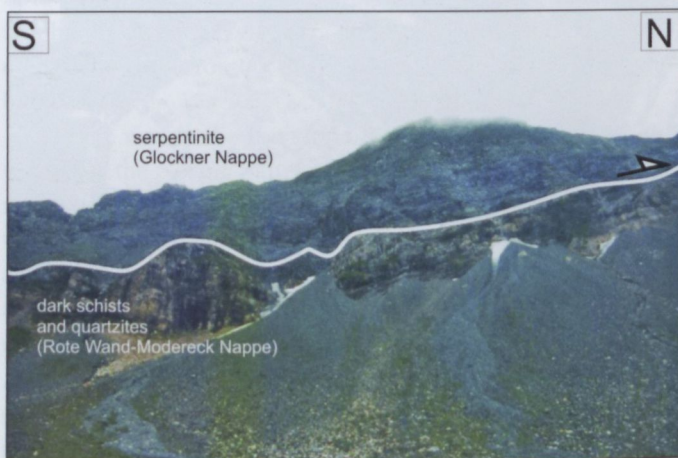 S
N
serpentinite
(Glockner Nappe)
dark schists
and quartzites
(Rote Wand-Modereck Nappe)